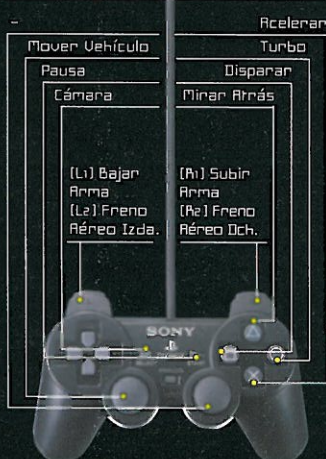 - Acelerar
Mover Vehículo Turbo
Pausa Disparar
Cámara Mirar Atrás
[L1] Bajar
Arma
[L2] Freno
Aéreo Izda.
[R1] Subir
Arma
[R2] Freno
Aéreo Dch.
SONY